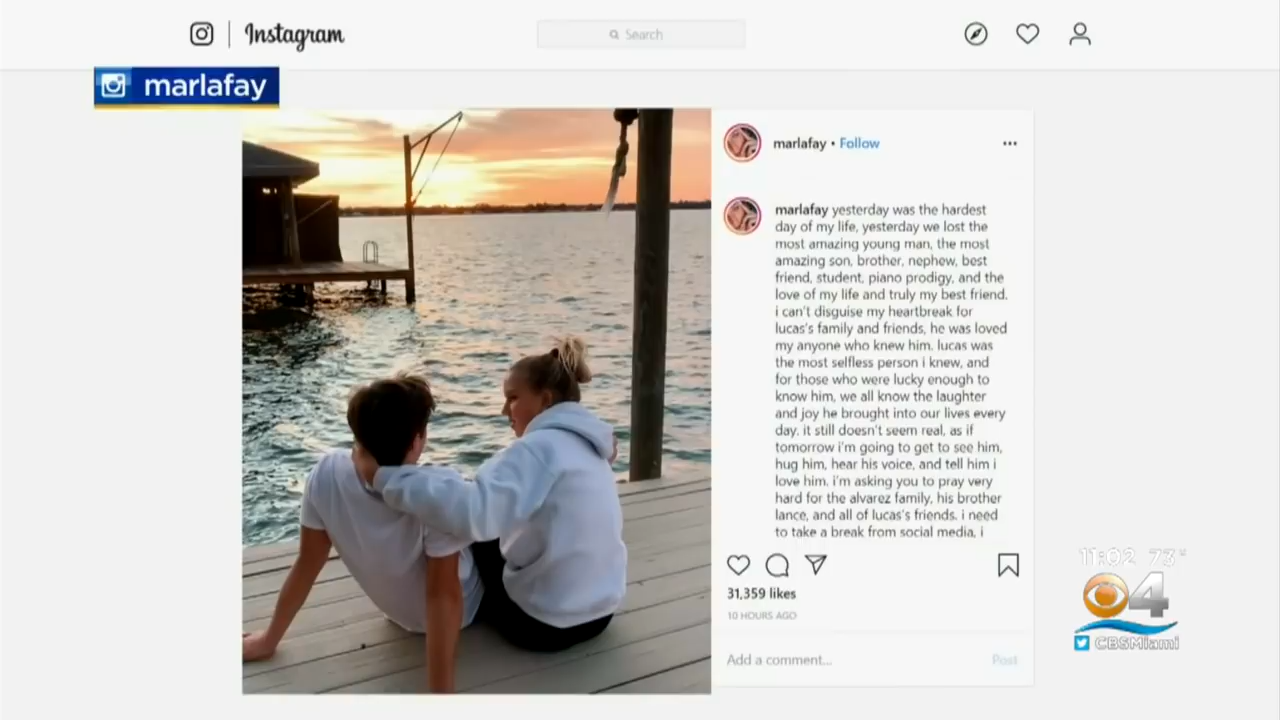 Instagram
Search
marlafay
marlafay • Follow
marlafay yesterday was the hardest
day of my life, yesterday we lost the
most amazing young man, the most
amazing son, brother, nephew, best
friend, student, piano prodigy, and the
love of my life and truly my best friend.
i can't disguise my heartbreak for
lucas's family and friends, he was loved
my anyone who knew him. lucas was
the most selfless person i knew, and
for those who were lucky enough to
know him, we all know the laughter
and joy he brought into our lives every
day. it still doesn't seem real, as if
tomorrow i'm going to get to see him,
hug him, hear his voice, and tell him i
love him. i'm asking you to pray very
hard for the alvarez family, his brother
lance, and all of lucas's friends. i need
to take a break from social media, i
31,359 likes
10 HOURS AGO
Add a comment... Post
11:02 73°
4
CBSMiami